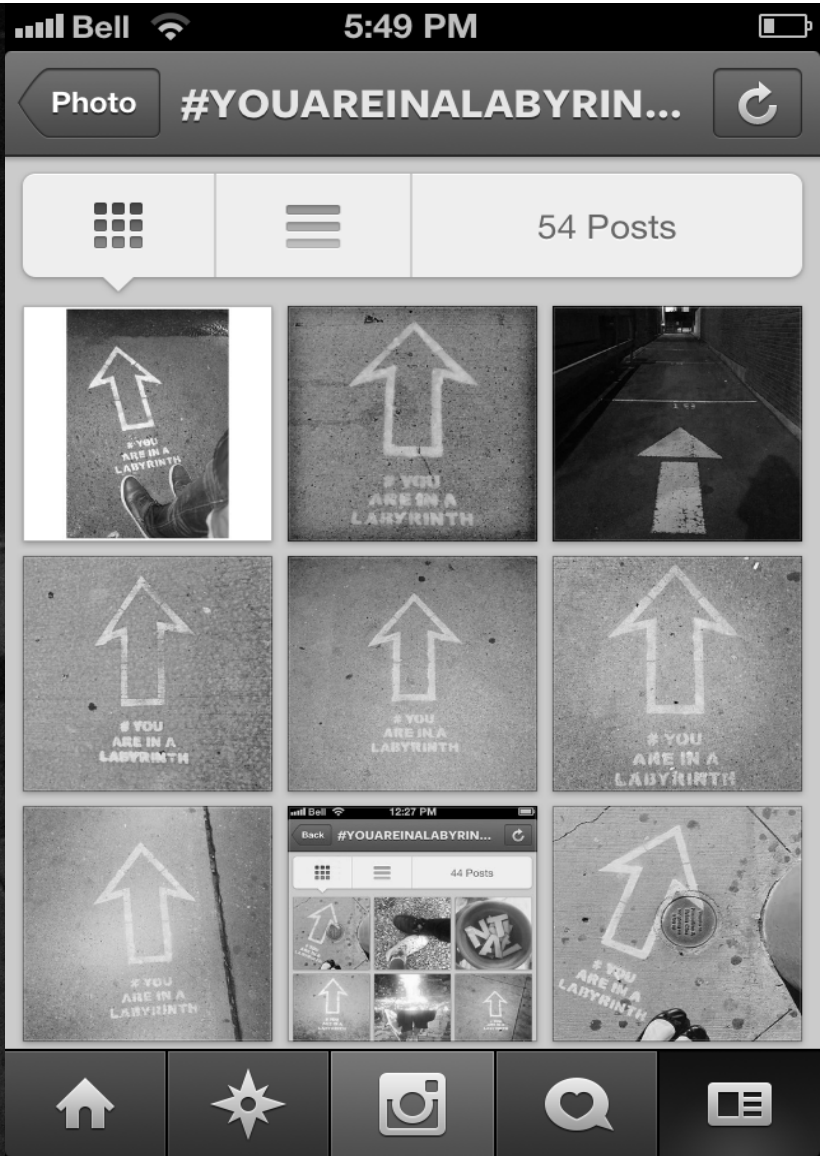 Bell 5:49 PM
Photo #YOUAREINALABYRIN...
54 Posts
# YOU
ARE IN A
LABYRINTH
# YOU
ARE IN A
LABYRINTH
# YOU
ARE IN A
LABYRINTH
# YOU
ARE IN A
LABYRINTH
# YOU
ARE IN A
LABYRINTH
# YOU
ARE IN A
LABYRINTH
Bell 12:27 PM
Back #YOUAREINALABYRIN...
44 Posts
# YOU
ARE IN A
LABYRINTH